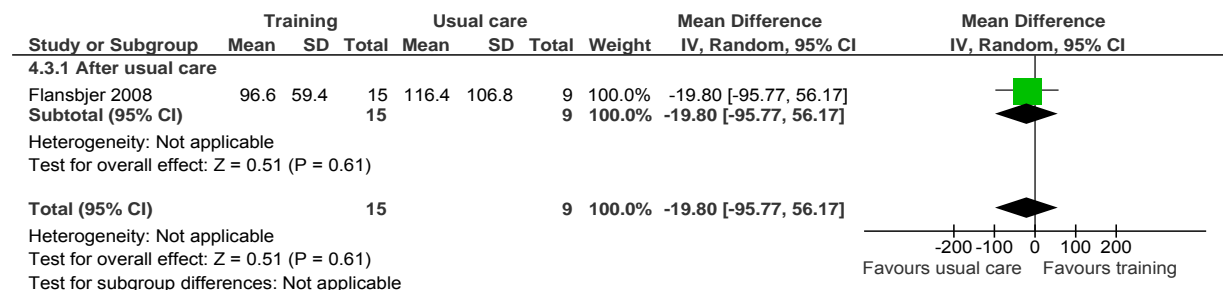 Training Usual care Mean Difference Mean Difference
Study or Subgroup Mean SD Total Mean SD Total Weight IV, Random, 95% CI IV, Random, 95% CI
4.3.1 After usual care
Flansbjer 2008 96.6 59.4 15 116.4 106.8 9 100.0% -19.80 [-95.77, 56.17]
Subtotal (95% CI) 15 9 100.0% -19.80 [-95.77, 56.17]
Heterogeneity: Not applicable
Test for overall effect: Z = 0.51 (P = 0.61)
Total (95% CI) 15 9 100.0% -19.80 [-95.77, 56.17]
Heterogeneity: Not applicable
Test for overall effect: Z = 0.51 (P = 0.61)
Test for subgroup differences: Not applicable
-200 -100 0 100 200
Favours usual care Favours training